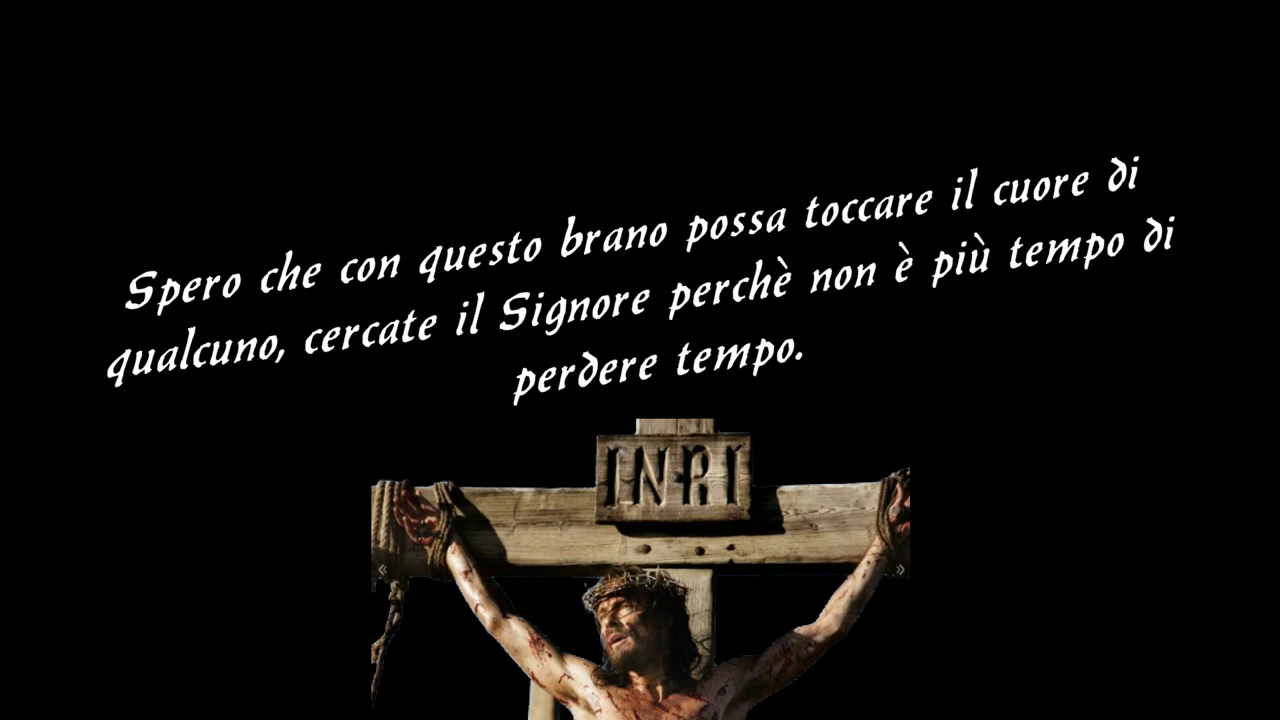 Spero che con questo brano possa toccare il cuore di
qualcuno, cercate il Signore perchè non è più tempo di
perdere tempo.
INRI
« »